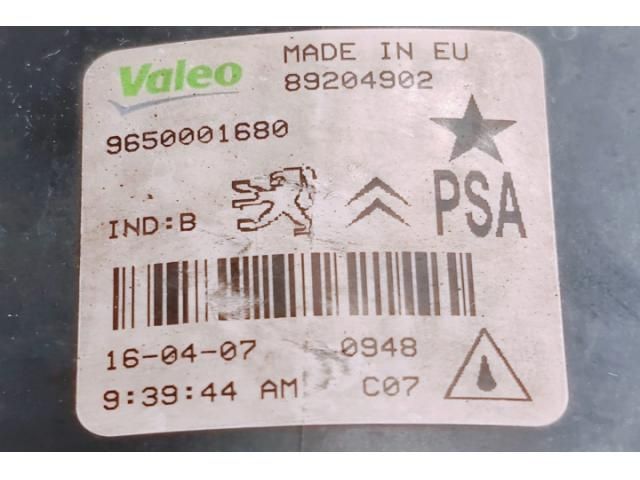 Valeo MADE IN EU
89204902
9650001680
IND:B PSA
16-04-07 0948
9:39:44 AM C07